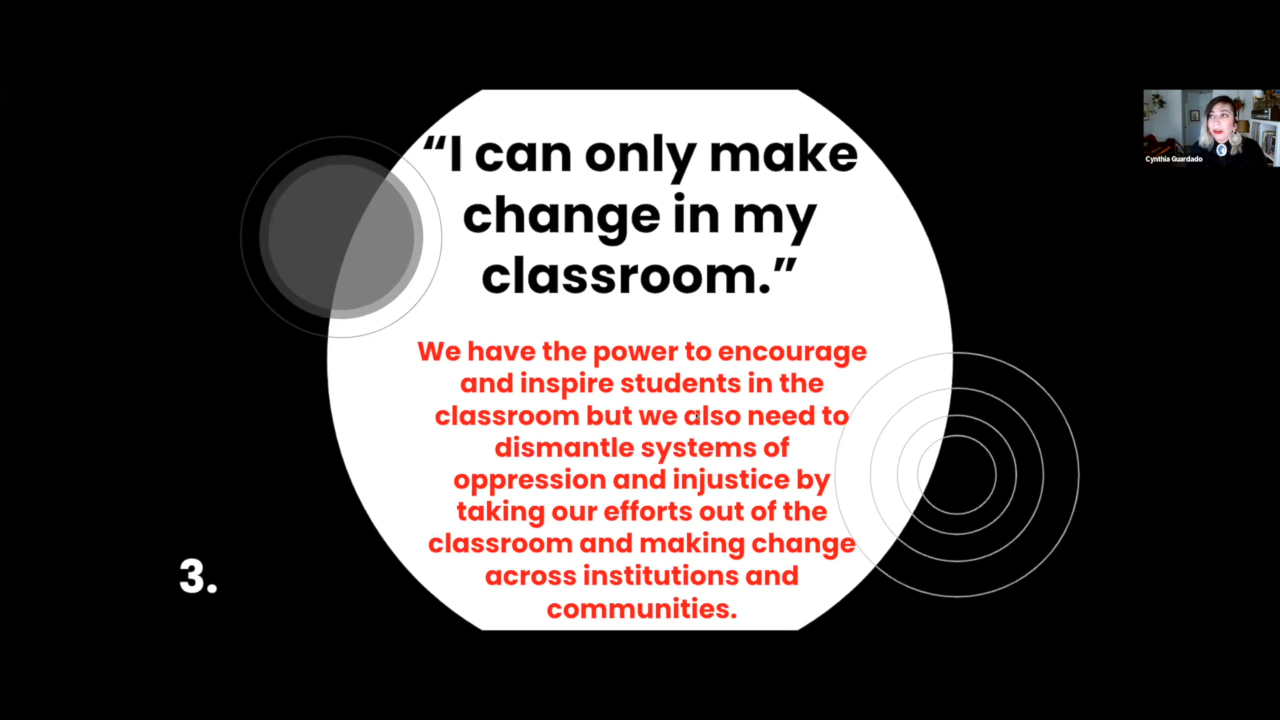 “I can only make
change in my
classroom.”
We have the power to encourage
and inspire students in the
classroom but we also need to
dismantle systems of
oppression and injustice by
taking our efforts out of the
classroom and making change
across institutions and
communities.
3.
Cynthia Guardado